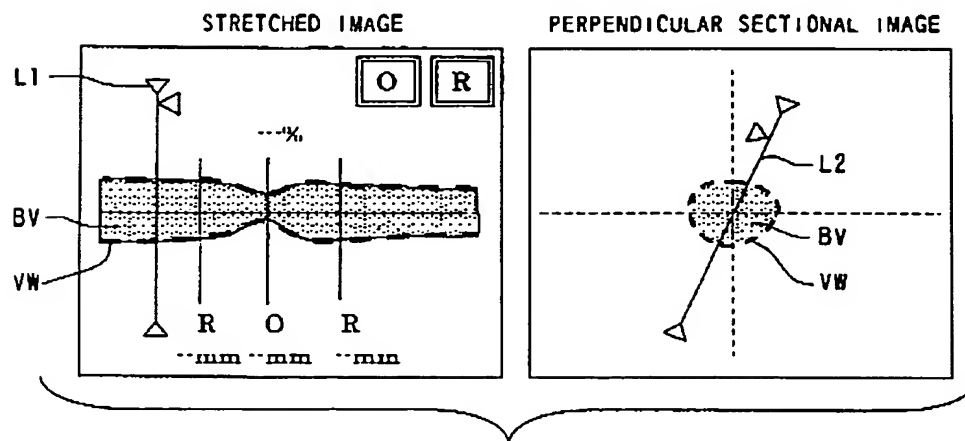 STRETCHED IMAGE
PERPENDICULAR SECTIONAL IMAGE
L1
O R
---%
L2
BV
BV
VW
VW
R O R
--mm --mm --mm